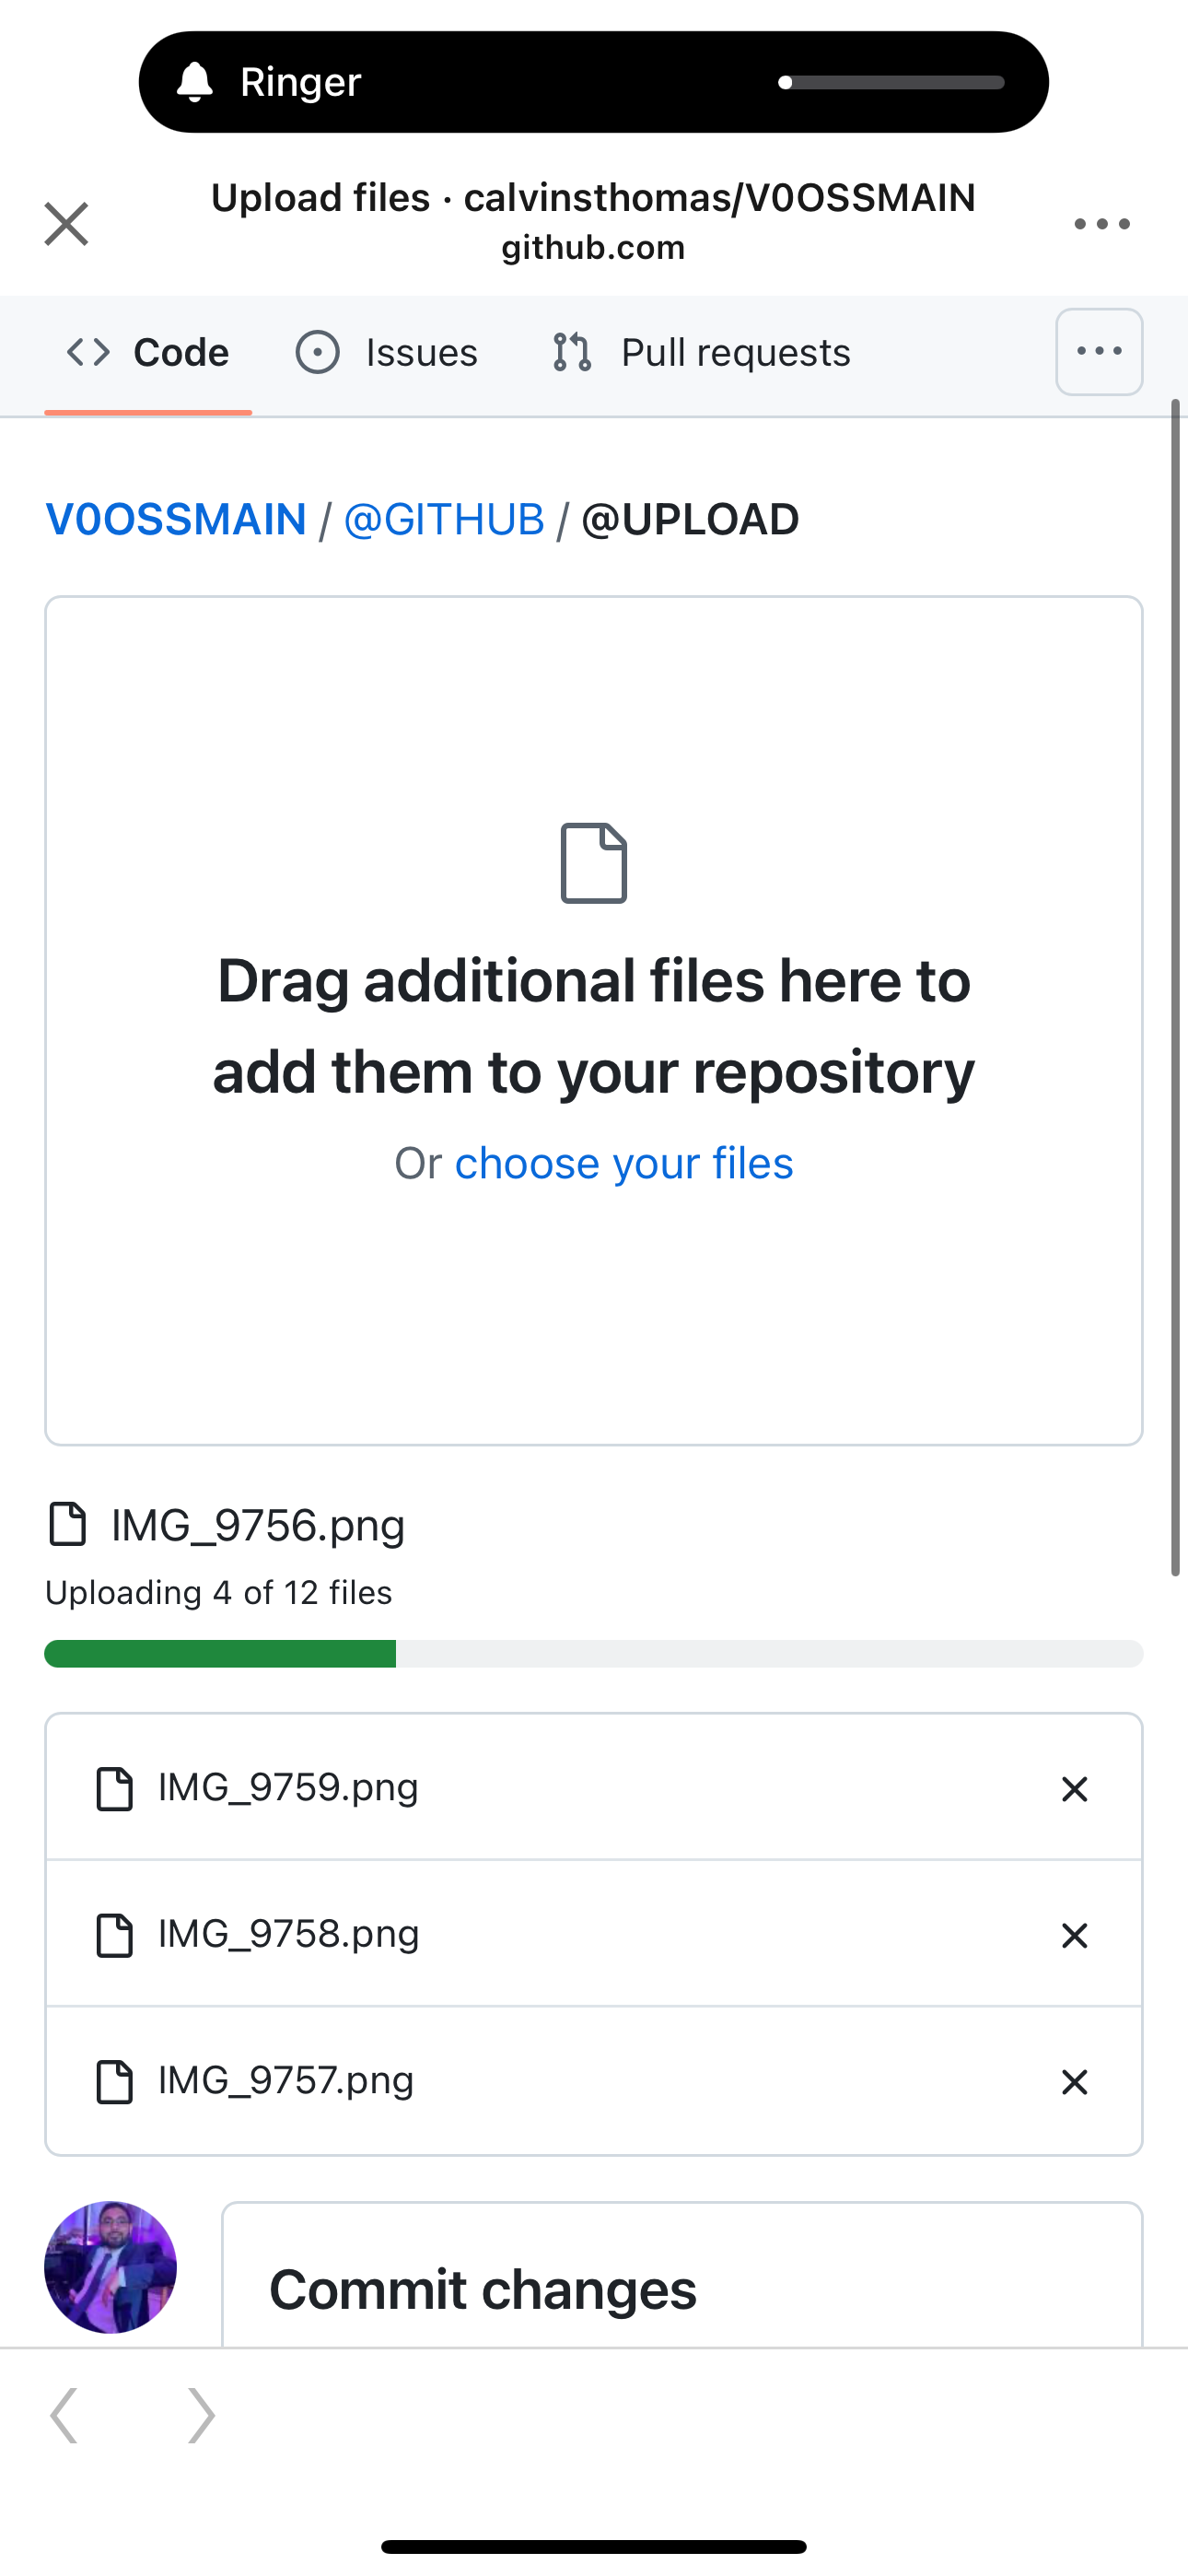 Ringer
Upload files · calvinsthomas/V0OSSMAIN
github.com
Code Issues Pull requests
V0OSSMAIN / @GITHUB / @UPLOAD
Drag additional files here to
add them to your repository
Or choose your files
IMG_9756.png
Uploading 4 of 12 files
IMG_9759.png
IMG_9758.png
IMG_9757.png
Commit changes